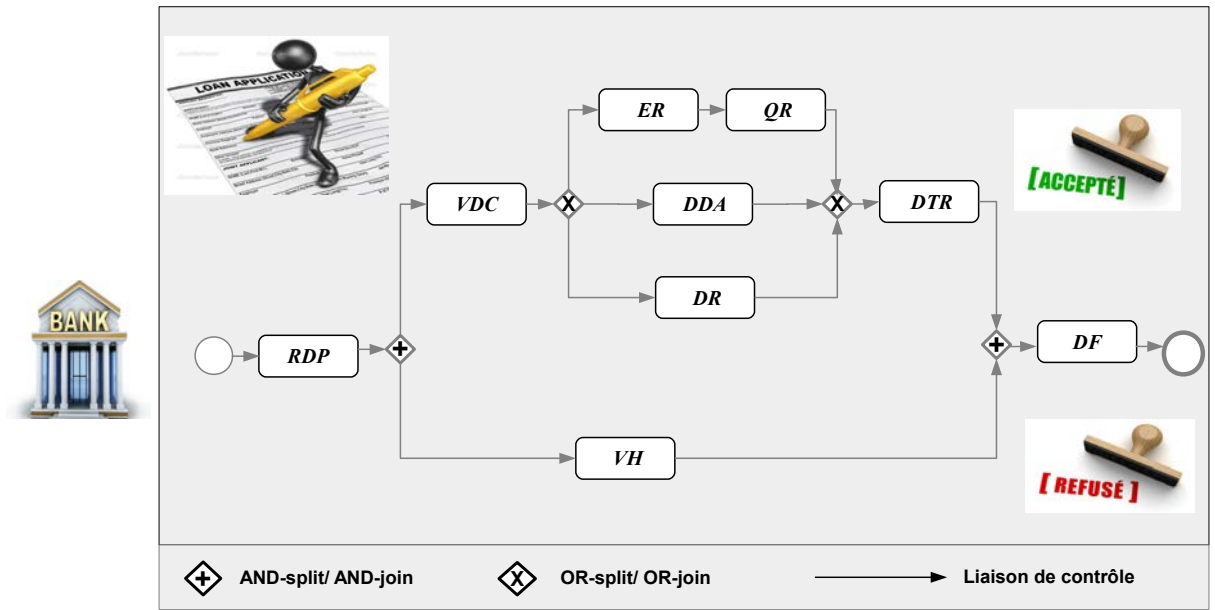 LOAN APPLICATION
ER
QR
VDC
X
DDA
X
DTR
[ACCEPTÉ]
DR
BANK
RDP
DF
VH
[ REFUSÉ ]
AND-split/ AND-join
X
OR-split/ OR-join
Liaison de contrôle